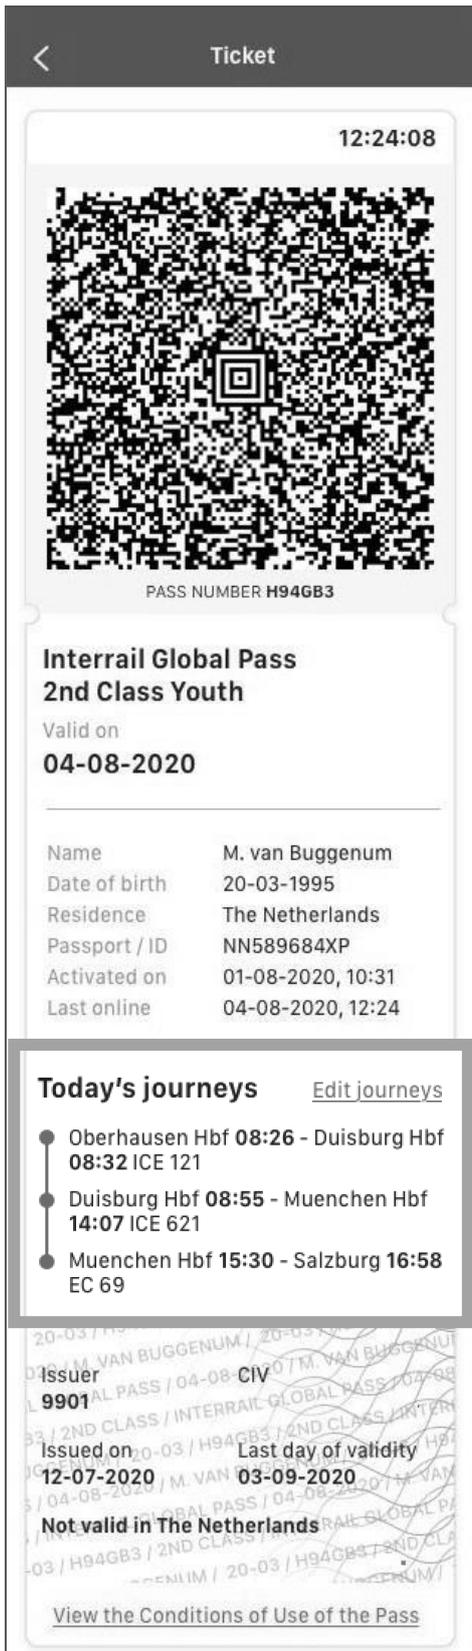 Ticket
12:24:08
PASS NUMBER H94GB3
Interrail Global Pass
2nd Class Youth
Valid on
04-08-2020
Name M. van Buggenum
Date of birth 20-03-1995
Residence The Netherlands
Passport / ID NN589684XP
Activated on 01-08-2020, 10:31
Last online 04-08-2020, 12:24
Today's journeys Edit journeys
Oberhausen Hbf 08:26 - Duisburg Hbf
08:32 ICE 121
Duisburg Hbf 08:55 - Muenchen Hbf
14:07 ICE 621
Muenchen Hbf 15:30 - Salzburg 16:58
EC 69
Issuer CIV
9901
Issued on Last day of validity
12-07-2020 03-09-2020
Not valid in The Netherlands
View the Conditions of Use of the Pass